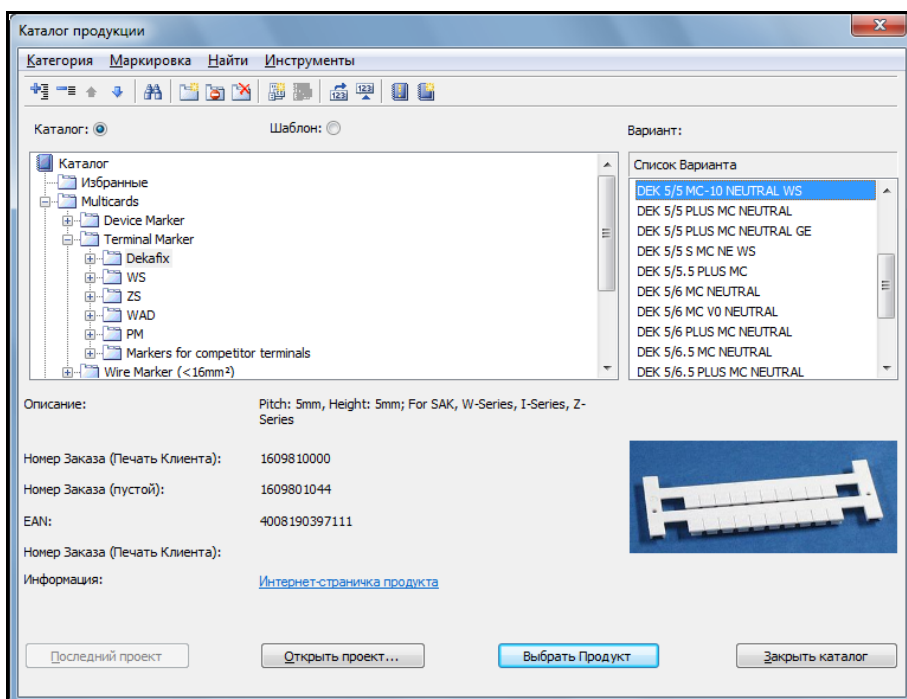 Каталог продукции
Категория Маркировка Найти Инструменты
123 123
Каталог: Шаблон: Вариант:
Каталог
Избранные
Multicards
Device Marker
Terminal Marker
Dekafix
WS
ZS
WAD
PM
Markers for competitor terminals
Wire Marker (<16mm²)
Список Варианта
DEK 5/5 MC-10 NEUTRAL WS
DEK 5/5 PLUS MC NEUTRAL
DEK 5/5 PLUS MC NEUTRAL GE
DEK 5/5 S MC NE WS
DEK 5/5.5 PLUS MC
DEK 5/6 MC NEUTRAL
DEK 5/6 MC V0 NEUTRAL
DEK 5/6 PLUS MC NEUTRAL
DEK 5/6.5 MC NEUTRAL
DEK 5/6.5 PLUS MC NEUTRAL
Описание: Pitch: 5mm, Height: 5mm; For SAK, W-Series, I-Series, Z-
Series
Номер Заказа (Печать Клиента): 1609810000
Номер Заказа (пустой): 1609801044
EAN: 4008190397111
Номер Заказа (Печать Клиента):
Информация: Интернет-страничка продукта
Последний проект Открыть проект... Выбрать Продукт Закрыть каталог